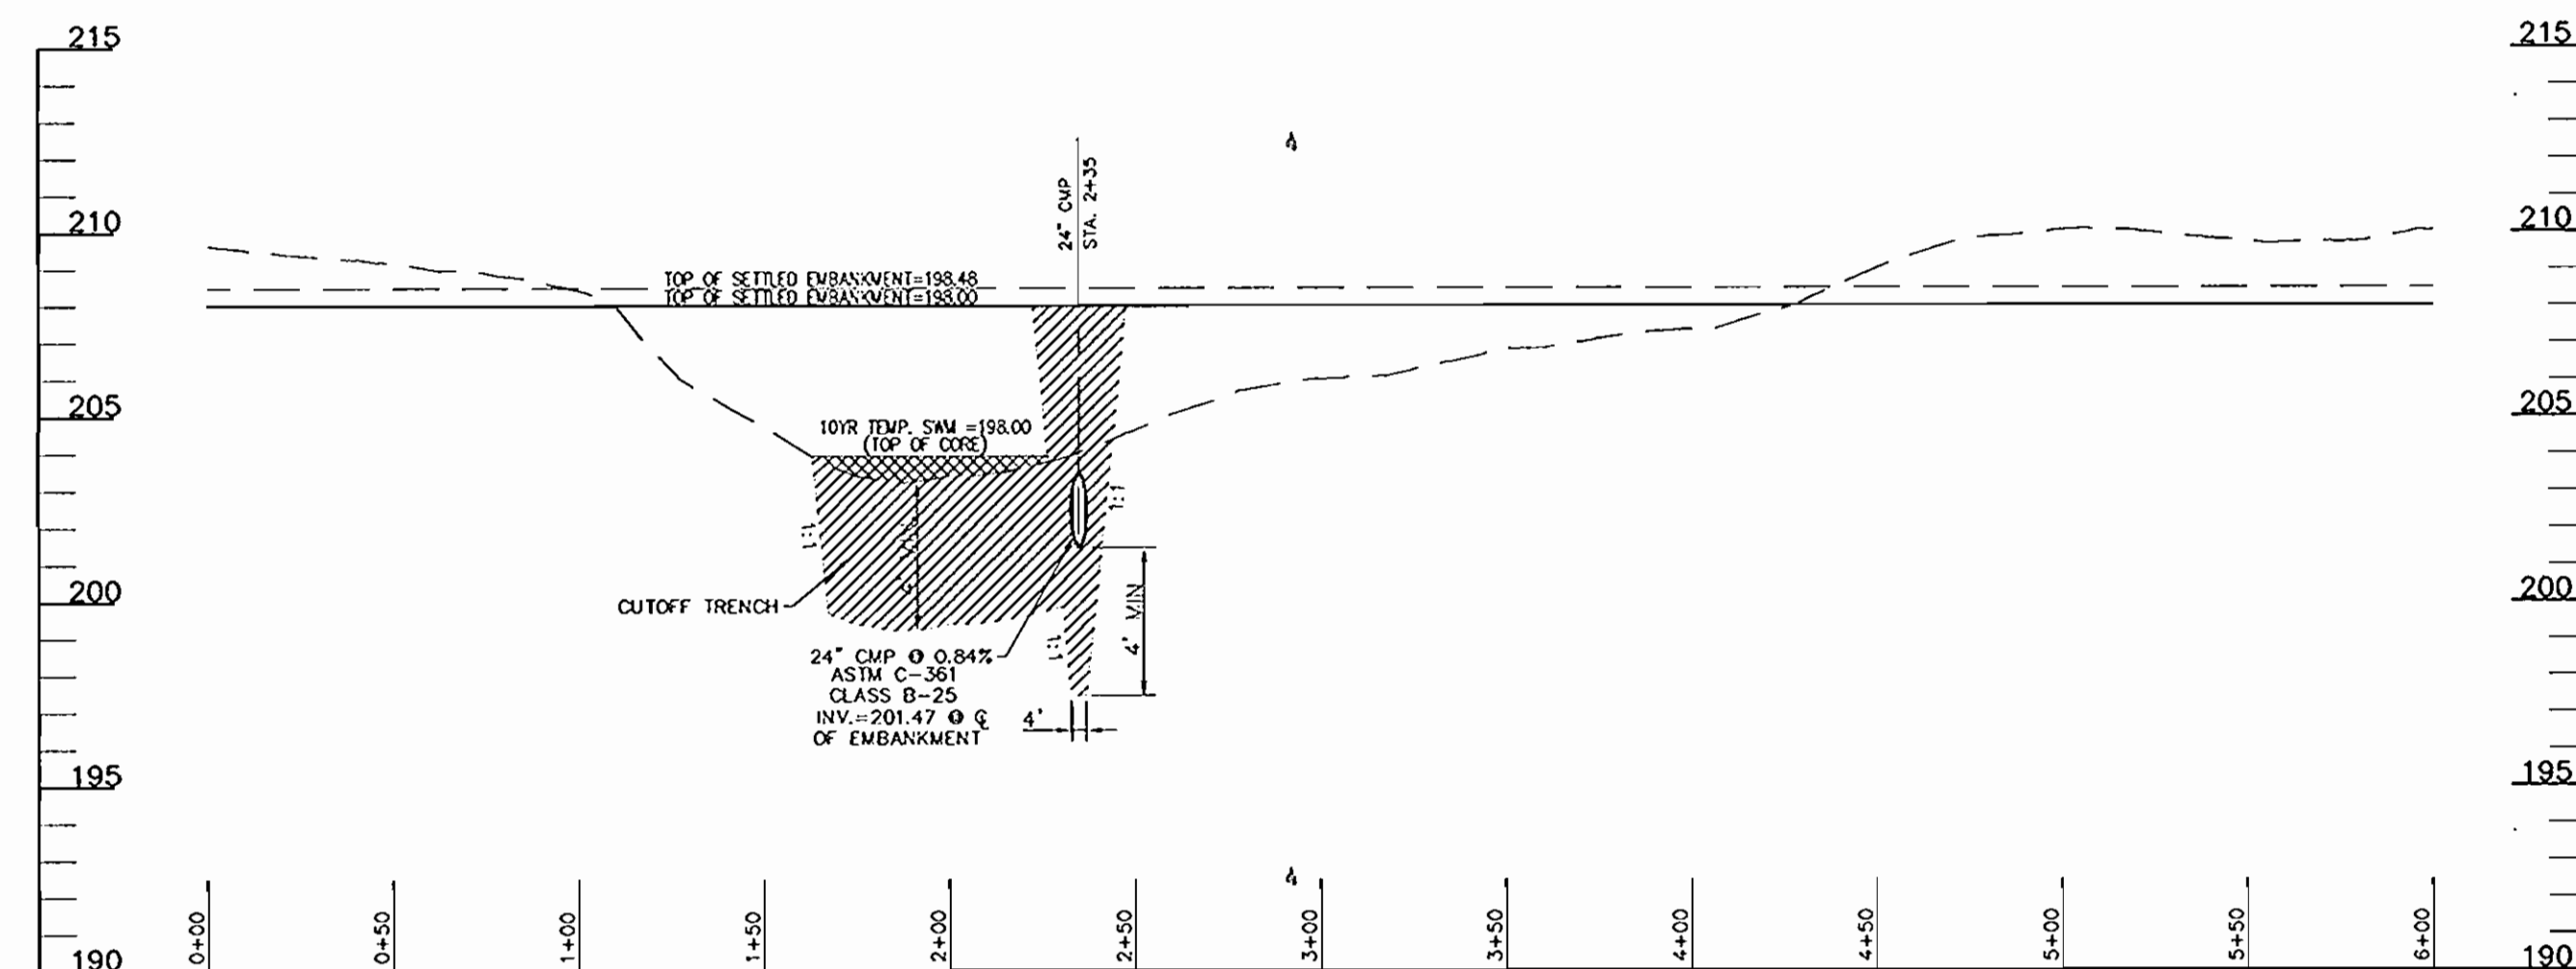 215
215
24" CMP
STA. 2+35
210
210
TOP OF SETTLED EMBANKMENT=198.48
TOP OF SETTLED EMBANKMENT=198.00
205
205
10YR TEMP. SWM =198.00
(TOP OF CORE)
1:1
1:1
200
200
CUTOFF TRENCH
4' MIN
1:1
24" CMP @ 0.84%
ASTM C-361
CLASS B-25
INV.=201.47 @ ℄
OF EMBANKMENT
4'
195
195
0+00
0+50
1+00
1+50
2+00
2+50
3+00
3+50
4+00
4+50
5+00
5+50
6+00
190
190